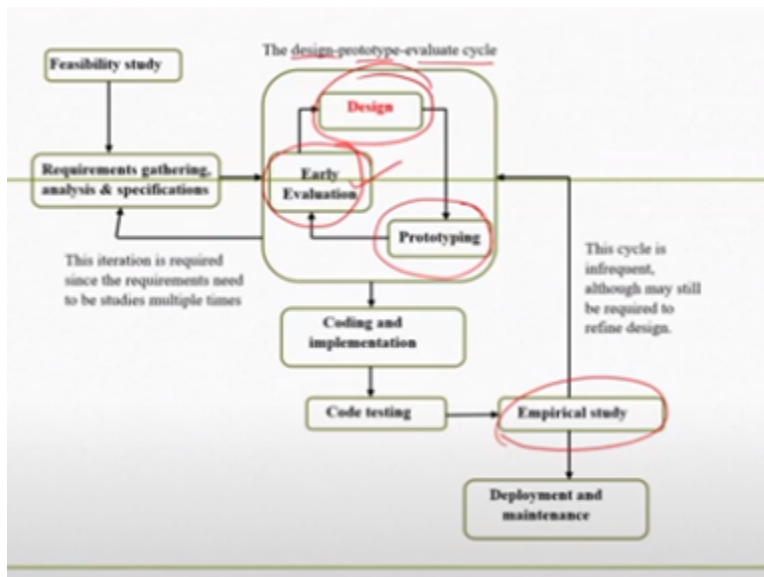 The design-prototype-evaluate cycle
Feasibility study
Design
Requirements gathering,
analysis & specifications
Early
Evaluation
Prototyping
This iteration is required
since the requirements need
to be studies multiple times
This cycle is
infrequent,
although may still
be required to
refine design.
Coding and
implementation
Code testing
Empirical study
Deployment and
maintenance